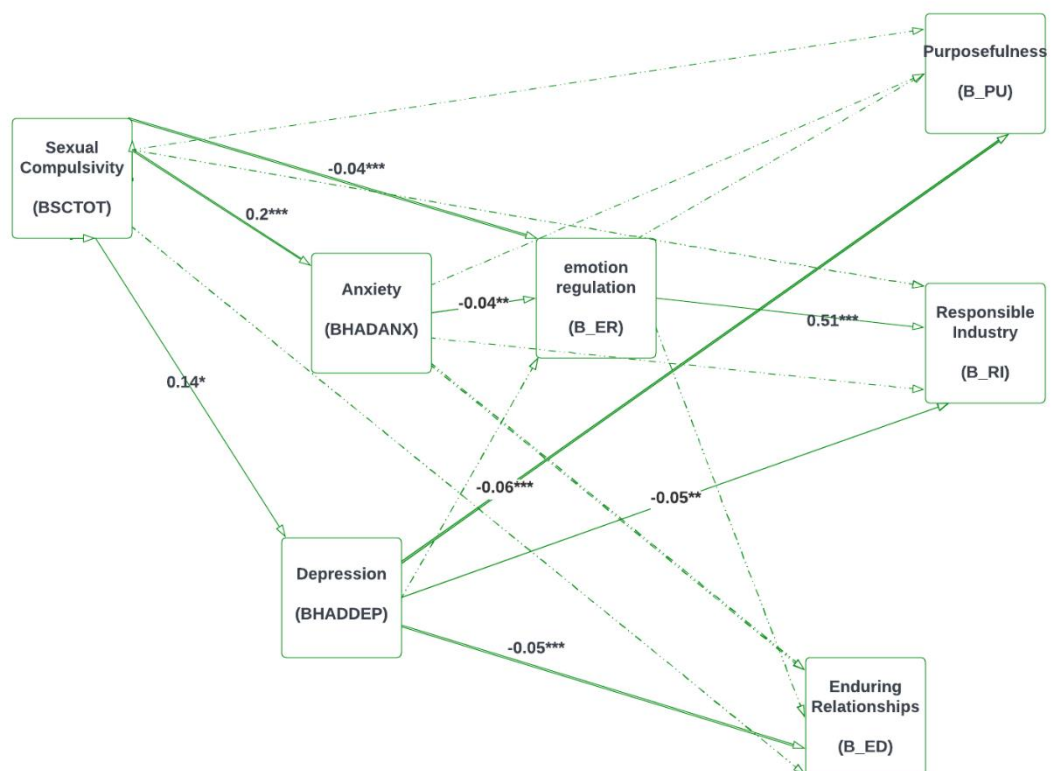 Purposefulness
(B_PU)
Sexual
Compulsivity
(BSCTOT)
-0.04***
0.2***
Anxiety
(BHADANX)
-0.04**
emotion
regulation
(B_ER)
0.51***
Responsible
Industry
(B_RI)
0.14*
-0.06***
-0.05**
Depression
(BHADDEP)
-0.05***
Enduring
Relationships
(B_ED)